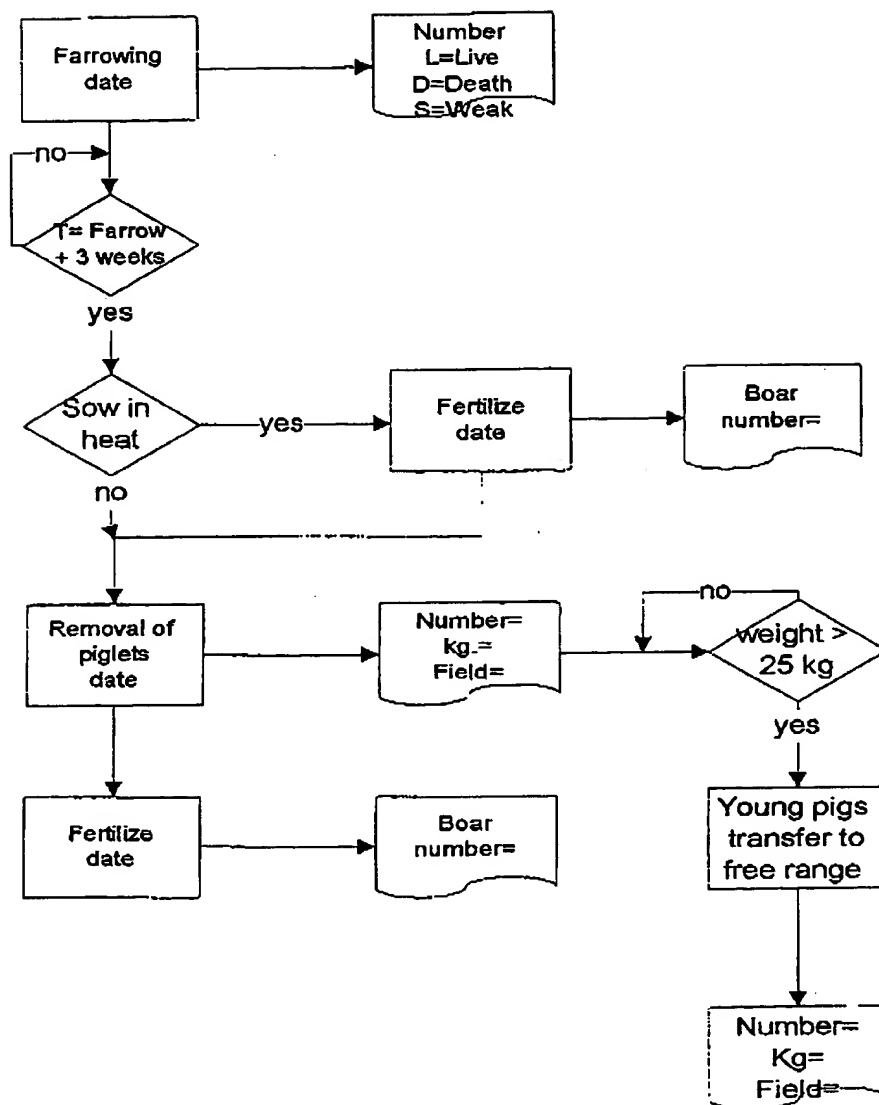 Farrowing
date
Number
L=Live
D=Death
S=Weak
no
T= Farrow
+ 3 weeks
yes
Sow in
heat
yes
Fertilize
date
Boar
number=
no
Removal of
piglets
date
Number=
kg.=
Field=
no
weight >
25 kg
yes
Fertilize
date
Boar
number=
Young pigs
transfer to
free range
Number=
Kg=
Field=